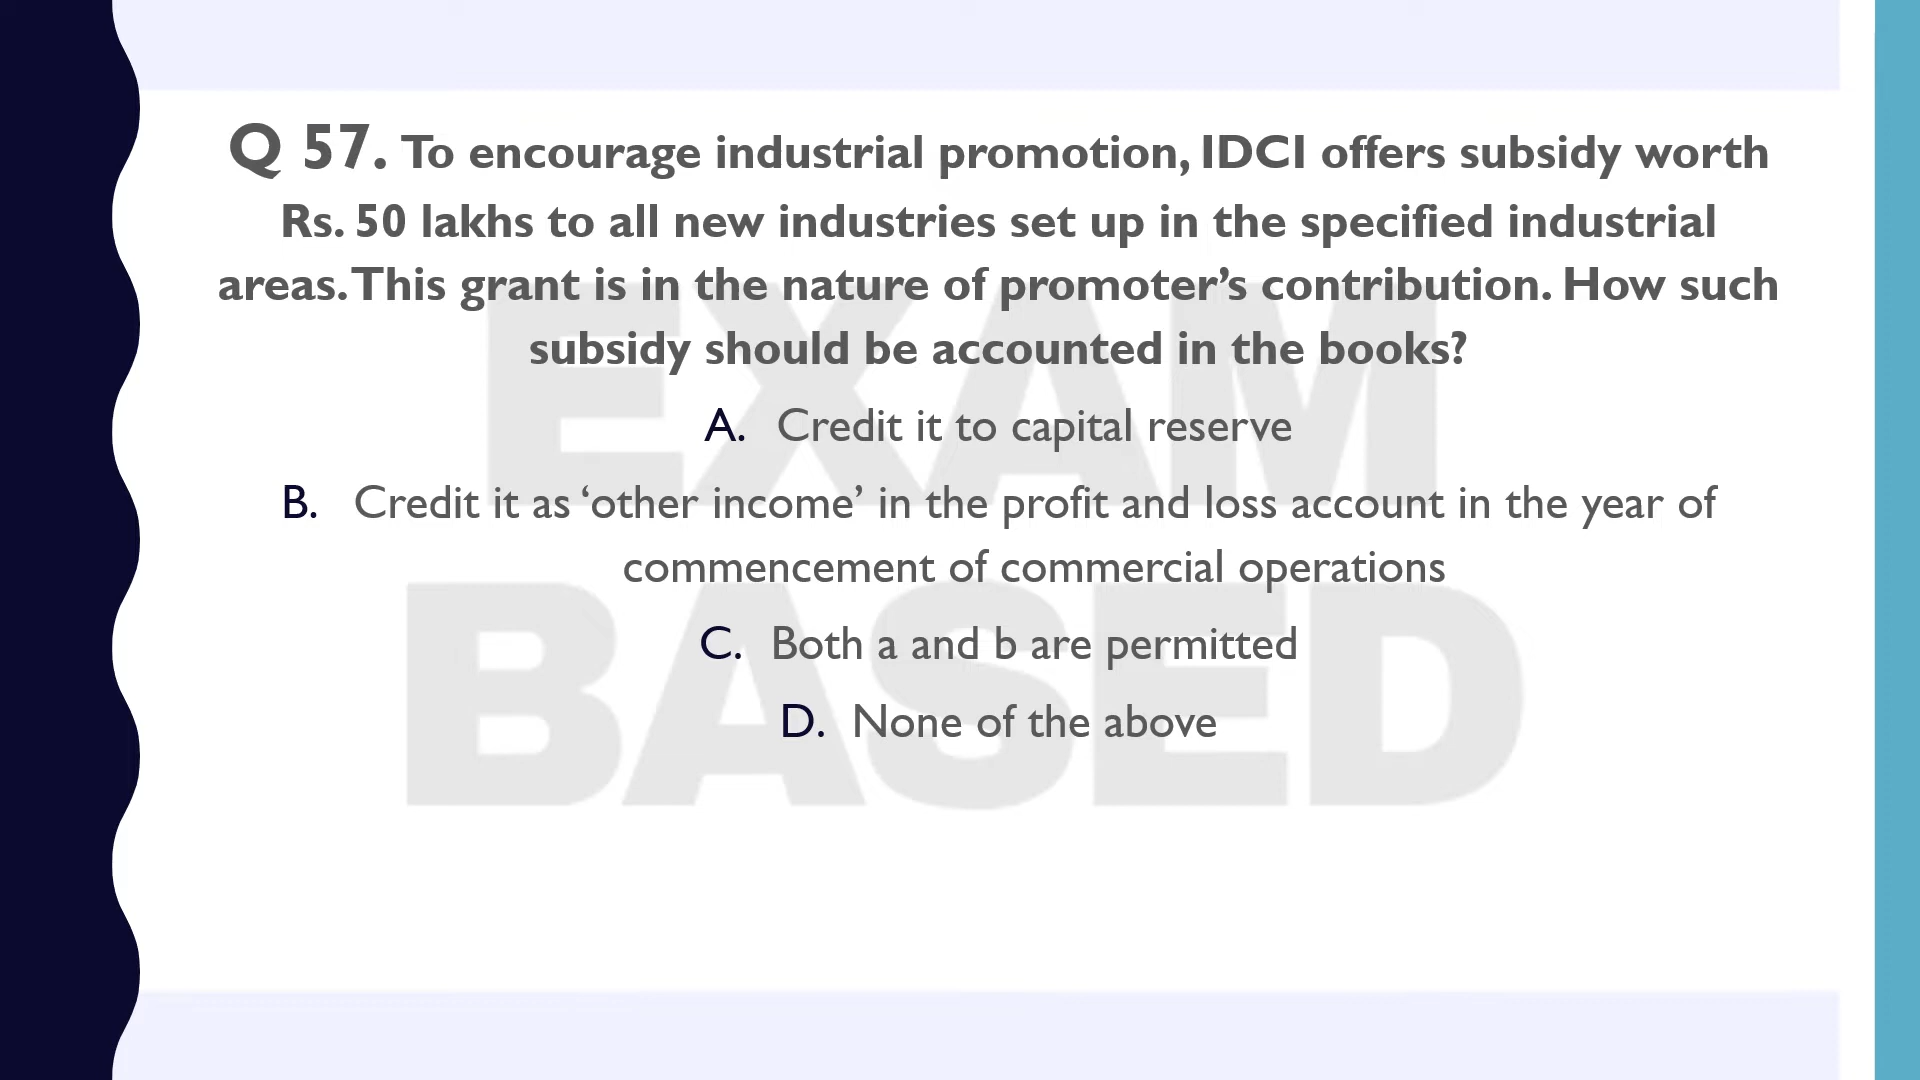 Q 57. To encourage industrial promotion, IDCI offers subsidy worth
Rs. 50 lakhs to all new industries set up in the specified industrial
areas. This grant is in the nature of promoter’s contribution. How such
subsidy should be accounted in the books?
A. Credit it to capital reserve
B. Credit it as ‘other income’ in the profit and loss account in the year of
commencement of commercial operations
C. Both a and b are permitted
D. None of the above
EXAM
BASED